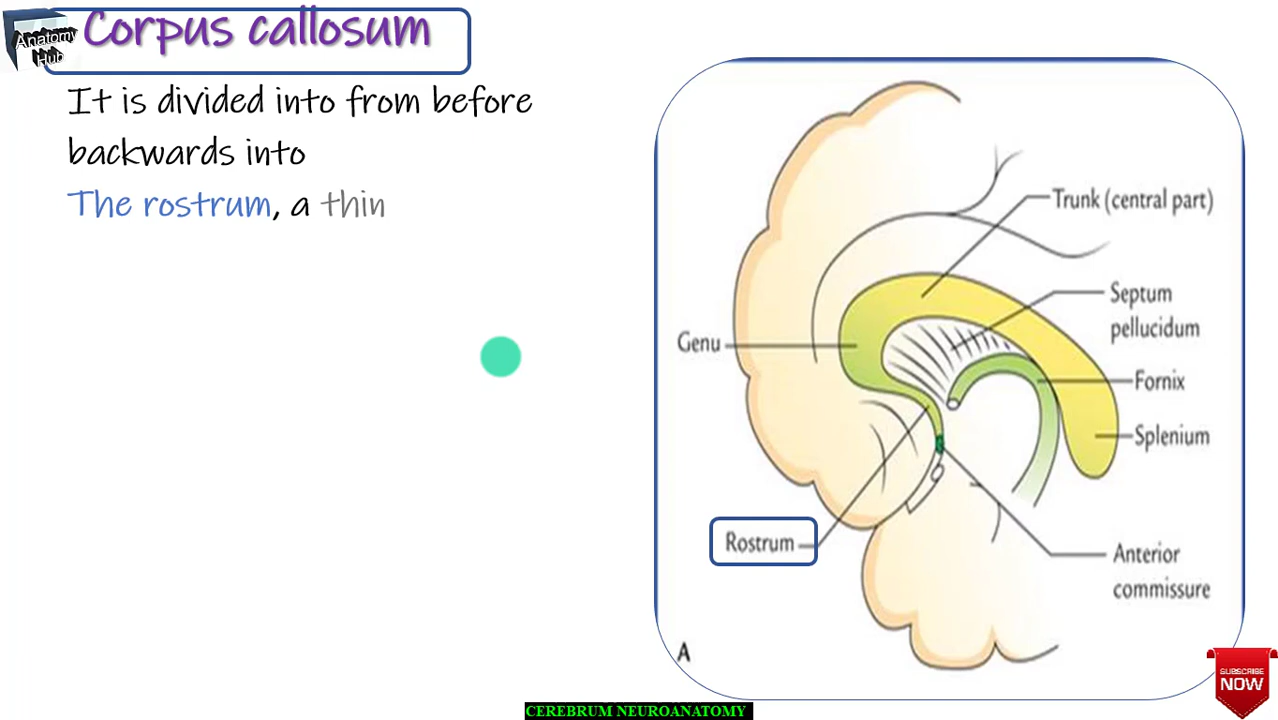 Anatomy
Hub
Corpus callosum
It is divided into from before
backwards into
The rostrum, a thin
Trunk (central part)
Septum
pellucidum
Genu
Fornix
Splenium
Rostrum
Anterior
commissure
A
SUBSCRIBE
NOW
CEREBRUM NEUROANATOMY